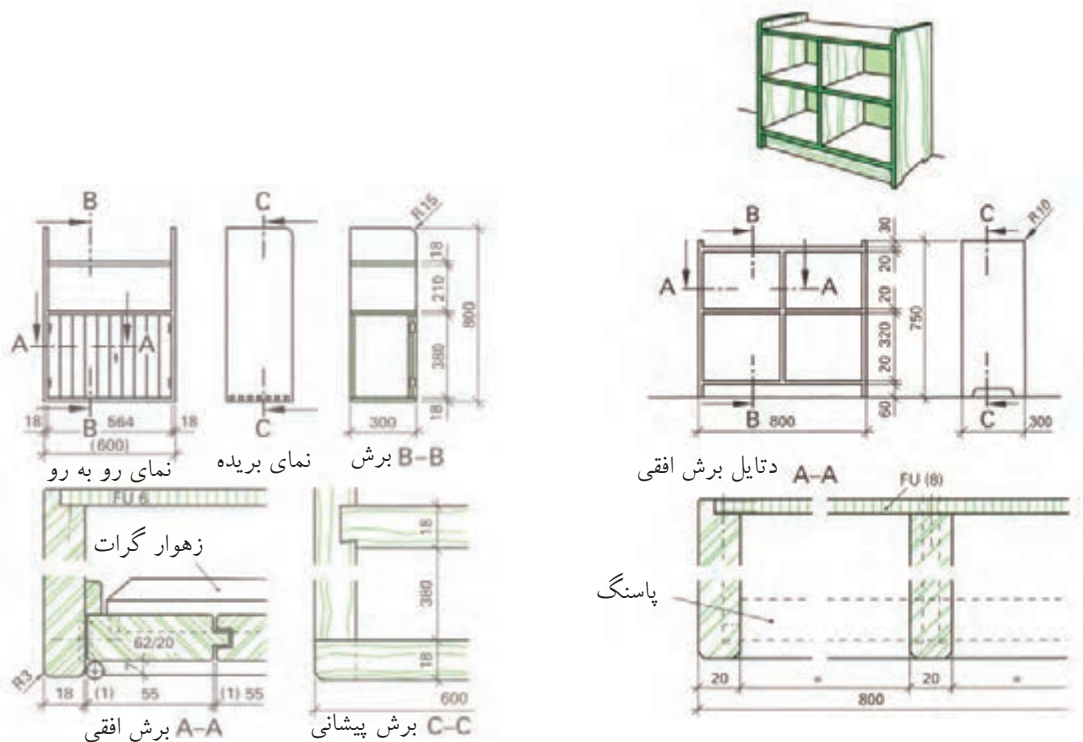 B
C
R15
18
210
800
380
18
A
A
B
C
18
564
18
(600)
300
نمای رو به رو
نمای بریده
برش B-B
FU 6
زهوار گرات
62/20
7
R3
18
(1)
55
(1) 55
برش افقی A-A
18
380
18
600
برش پیشانی C-C
B
C
R10
30
20
20
320
20
60
750
A
A
B
C
800
300
دتایل برش افقی A-A
FU (8)
پاسنگ
20
=
20
=
800